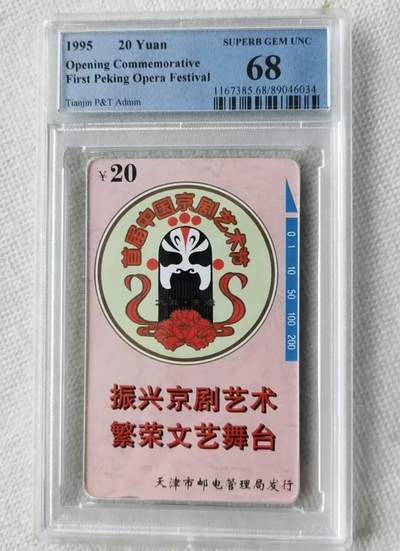 1995 20 Yuan
Opening Commemorative
First Peking Opera Festival
Tianjin P&T Admin
SUPERB GEM UNC
68
1167385.68/89046034
¥20
首届中国京剧艺术节
0 1 10 50 100 200
振兴京剧艺术
繁荣文艺舞台
天津市邮电管理局发行